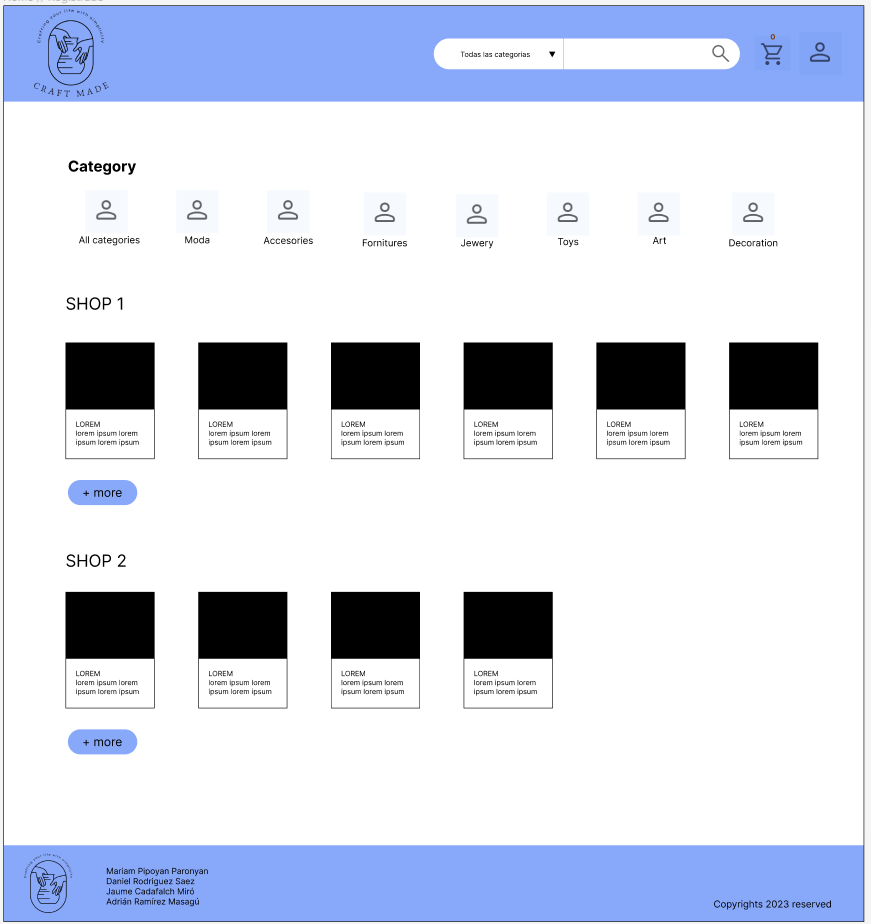 Home // Registrado
Crafting your life with simplicity
CRAFT MADE
Todas las categorias
0
Category
All categories
Moda
Accesories
Fornitures
Jewery
Toys
Art
Decoration
SHOP 1
LOREM
lorem ipsum lorem
ipsum lorem ipsum
LOREM
lorem ipsum lorem
ipsum lorem ipsum
LOREM
lorem ipsum lorem
ipsum lorem ipsum
LOREM
lorem ipsum lorem
ipsum lorem ipsum
LOREM
lorem ipsum lorem
ipsum lorem ipsum
LOREM
lorem ipsum lorem
ipsum lorem ipsum
+ more
SHOP 2
LOREM
lorem ipsum lorem
ipsum lorem ipsum
LOREM
lorem ipsum lorem
ipsum lorem ipsum
LOREM
lorem ipsum lorem
ipsum lorem ipsum
LOREM
lorem ipsum lorem
ipsum lorem ipsum
+ more
Crafting your life with simplicity
Mariam Pipoyan Paronyan
Daniel Rodriguez Saez
Jaume Cadafalch Miró
Adrián Ramírez Masagú
Copyrights 2023 reserved